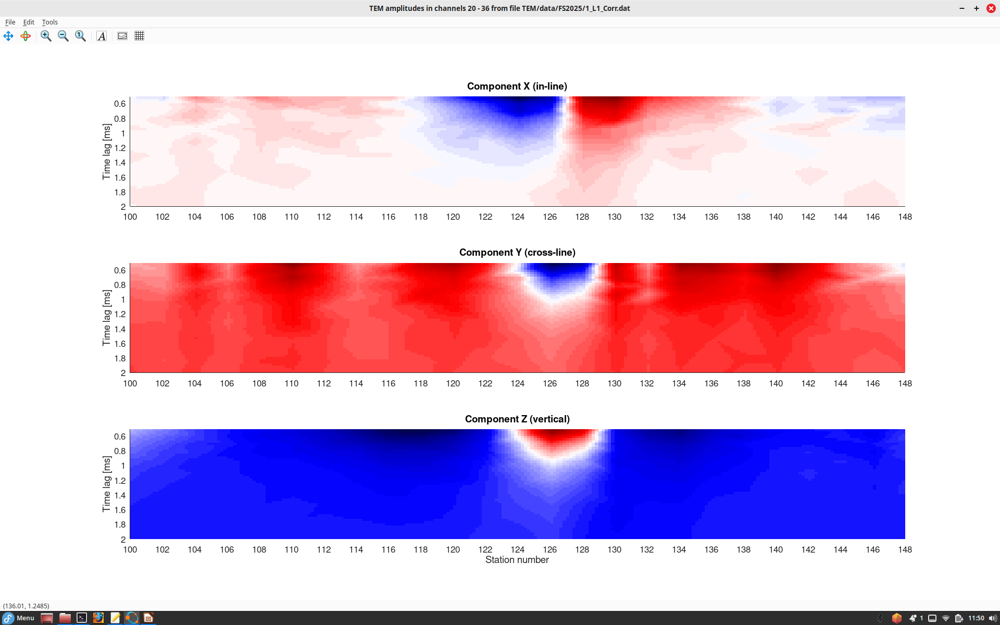 TEM amplitudes in channels 20 - 36 from file TEM/data/FS2025/1_L1_Corr.dat
File Edit Tools
Component X (in-line)
Time lag [ms]
0.6
0.8
1
1.2
1.4
1.6
1.8
2
100 102 104 106 108 110 112 114 116 118 120 122 124 126 128 130 132 134 136 138 140 142 144 146 148
Component Y (cross-line)
Time lag [ms]
0.6
0.8
1
1.2
1.4
1.6
1.8
2
100 102 104 106 108 110 112 114 116 118 120 122 124 126 128 130 132 134 136 138 140 142 144 146 148
Component Z (vertical)
Time lag [ms]
0.6
0.8
1
1.2
1.4
1.6
1.8
2
100 102 104 106 108 110 112 114 116 118 120 122 124 126 128 130 132 134 136 138 140 142 144 146 148
Station number
(136.01, 1.2485)
Menu 1 11:50